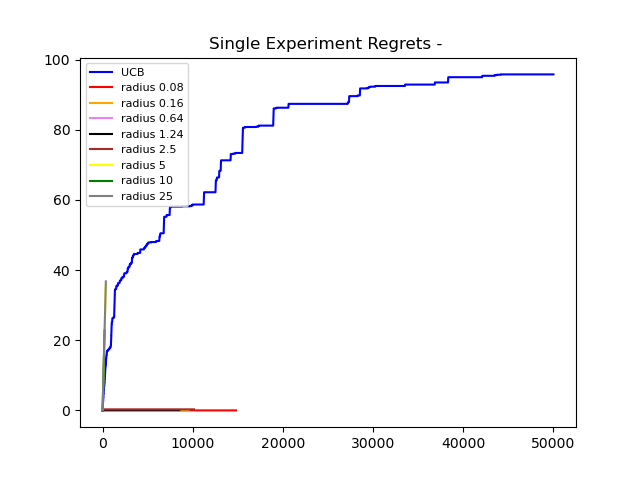 Single Experiment Regrets -
100
80
60
40
20
0
UCB
radius 0.08
radius 0.16
radius 0.64
radius 1.24
radius 2.5
radius 5
radius 10
radius 25
0 10000 20000 30000 40000 50000